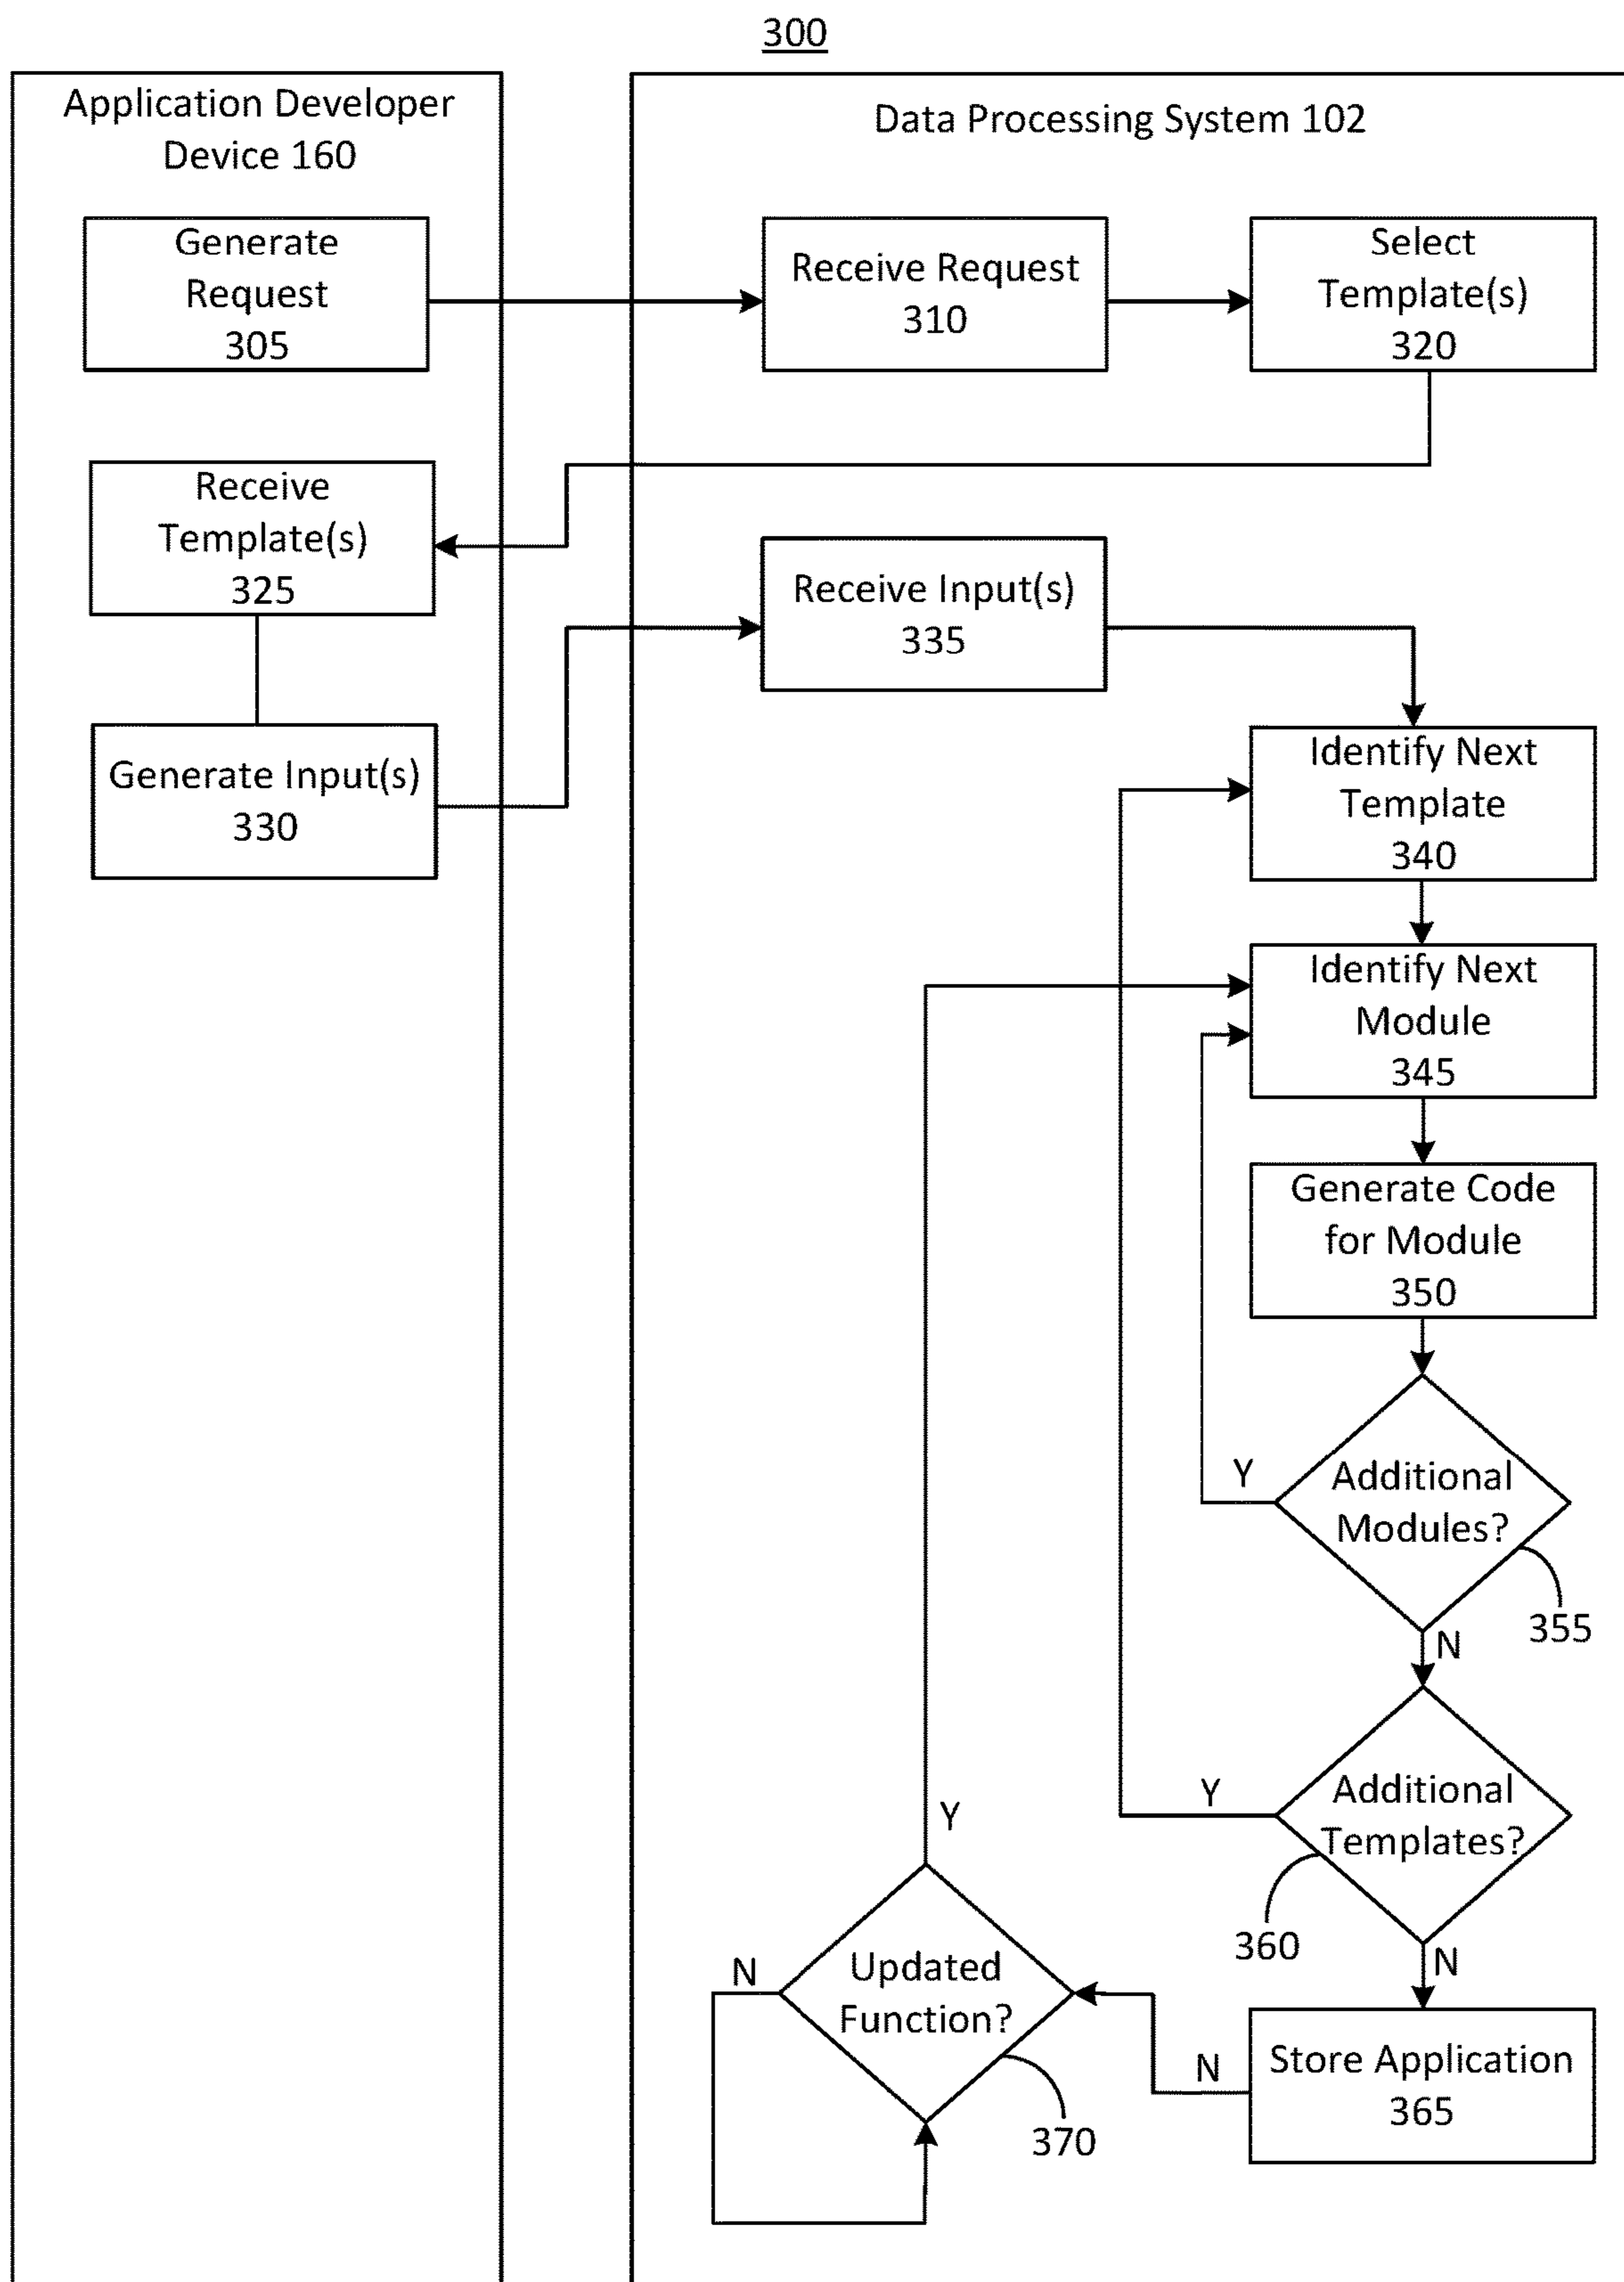 300
Application Developer
Device 160
Data Processing System 102
Generate
Request
305
Receive Request
310
Select
Template(s)
320
Receive
Template(s)
325
Receive Input(s)
335
Generate Input(s)
330
Identify Next
Template
340
Identify Next
Module
345
Generate Code
for Module
350
Y
Additional
Modules?
355
N
Y
Additional
Templates?
360
N
Y
N
Updated
Function?
370
N
Store Application
365